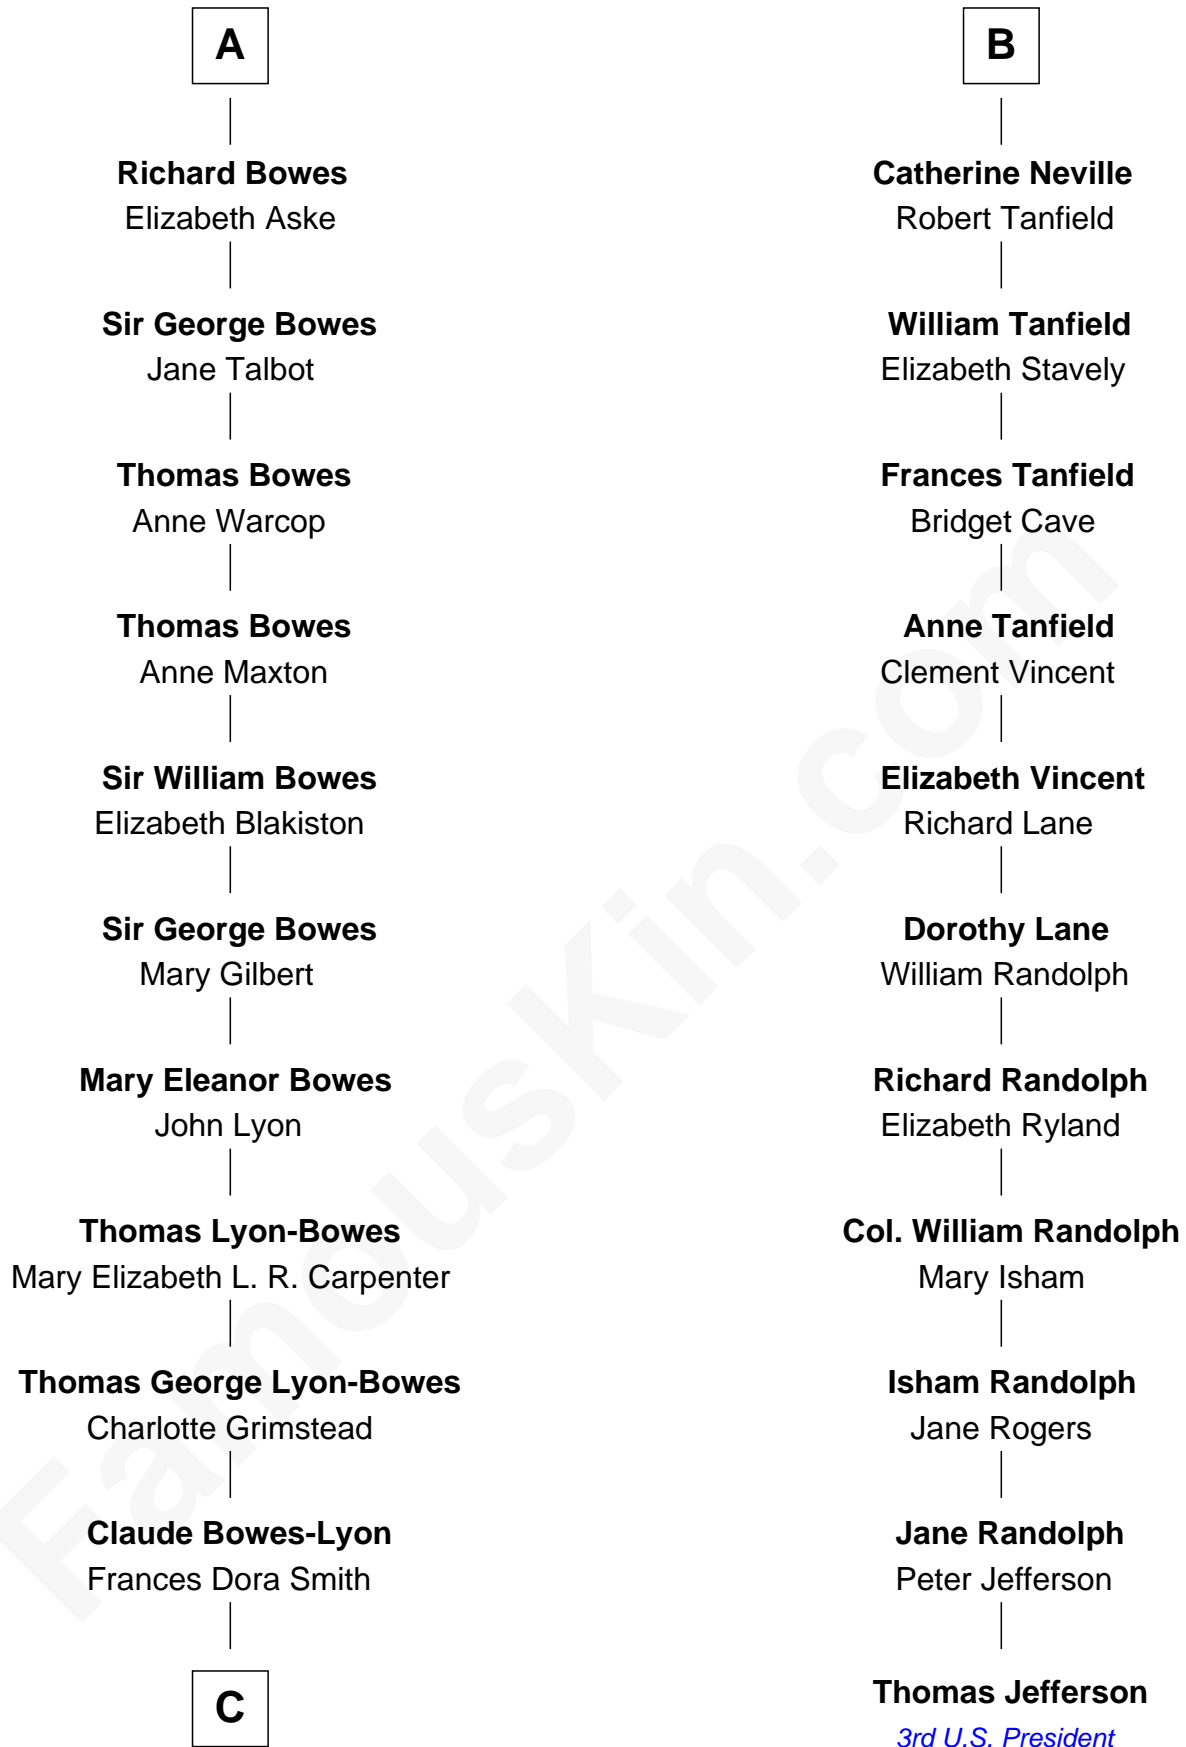 A
Richard Bowes
Elizabeth Aske
Sir George Bowes
Jane Talbot
Thomas Bowes
Anne Warcop
Thomas Bowes
Anne Maxton
Sir William Bowes
Elizabeth Blakiston
Sir George Bowes
Mary Gilbert
Mary Eleanor Bowes
John Lyon
Thomas Lyon-Bowes
Mary Elizabeth L. R. Carpenter
Thomas George Lyon-Bowes
Charlotte Grimstead
Claude Bowes-Lyon
Frances Dora Smith
C
B
Catherine Neville
Robert Tanfield
William Tanfield
Elizabeth Stavely
Frances Tanfield
Bridget Cave
Anne Tanfield
Clement Vincent
Elizabeth Vincent
Richard Lane
Dorothy Lane
William Randolph
Richard Randolph
Elizabeth Ryland
Col. William Randolph
Mary Isham
Isham Randolph
Jane Rogers
Jane Randolph
Peter Jefferson
Thomas Jefferson
3rd U.S. President
FamousKin.com